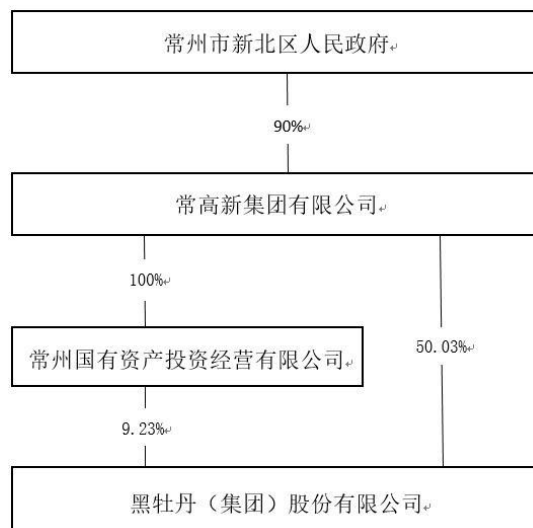 常州市新北区人民政府
90%
常高新集团有限公司
100%
50.03%
常州国有资产投资经营有限公司
9.23%
黑牡丹（集团）股份有限公司